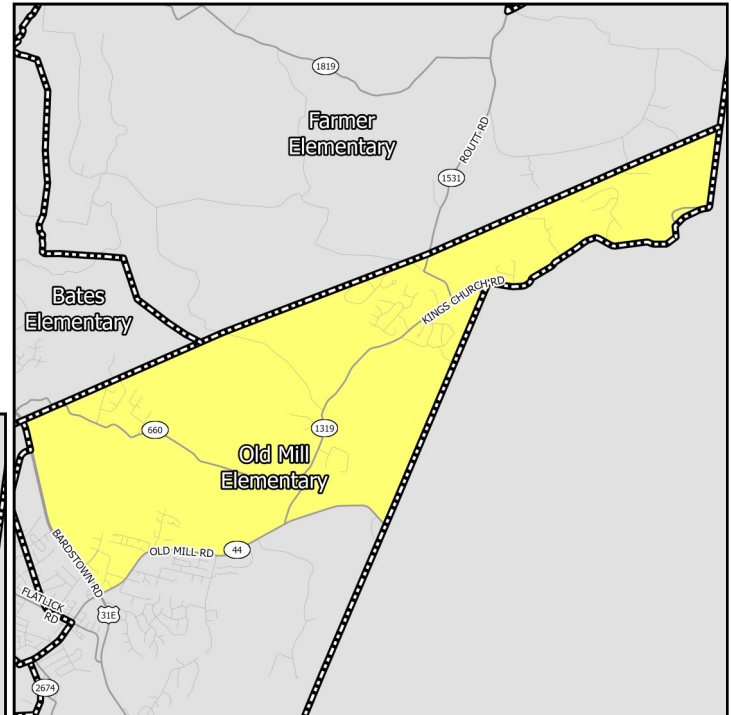 1819
Farmer
Elementary
ROUTT RD
1531
Bates
Elementary
KINGS CHURCH RD
660
1319
Old Mill
Elementary
OLD MILL RD
44
BARDSTOWN RD
FLATLICK
RD
31E
2674